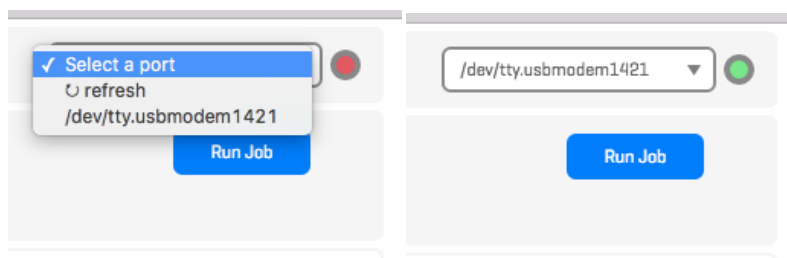 ✓ Select a port
↻ refresh
/dev/tty.usbmodem1421
Run Job
/dev/tty.usbmodem1421
Run Job